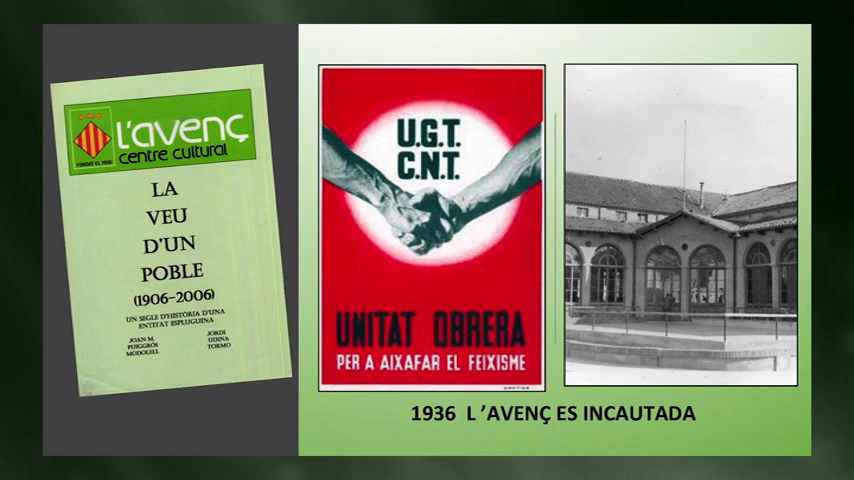 l'avenç
centre cultural
FUNDAT EL 1906
LA
VEU
D'UN
POBLE
(1906-2006)
UN SEGLE D'HISTÒRIA D'UNA
ENTITAT ESPLUGUINA
JOAN M.
PUIGGRÒS
MODOLELL
JORDI
UDINA
TORMO
U.G.T.
C.N.T.
UNITAT OBRERA
PER A AIXAFAR EL FEIXISME
1936 L ’AVENÇ ES INCAUTADA